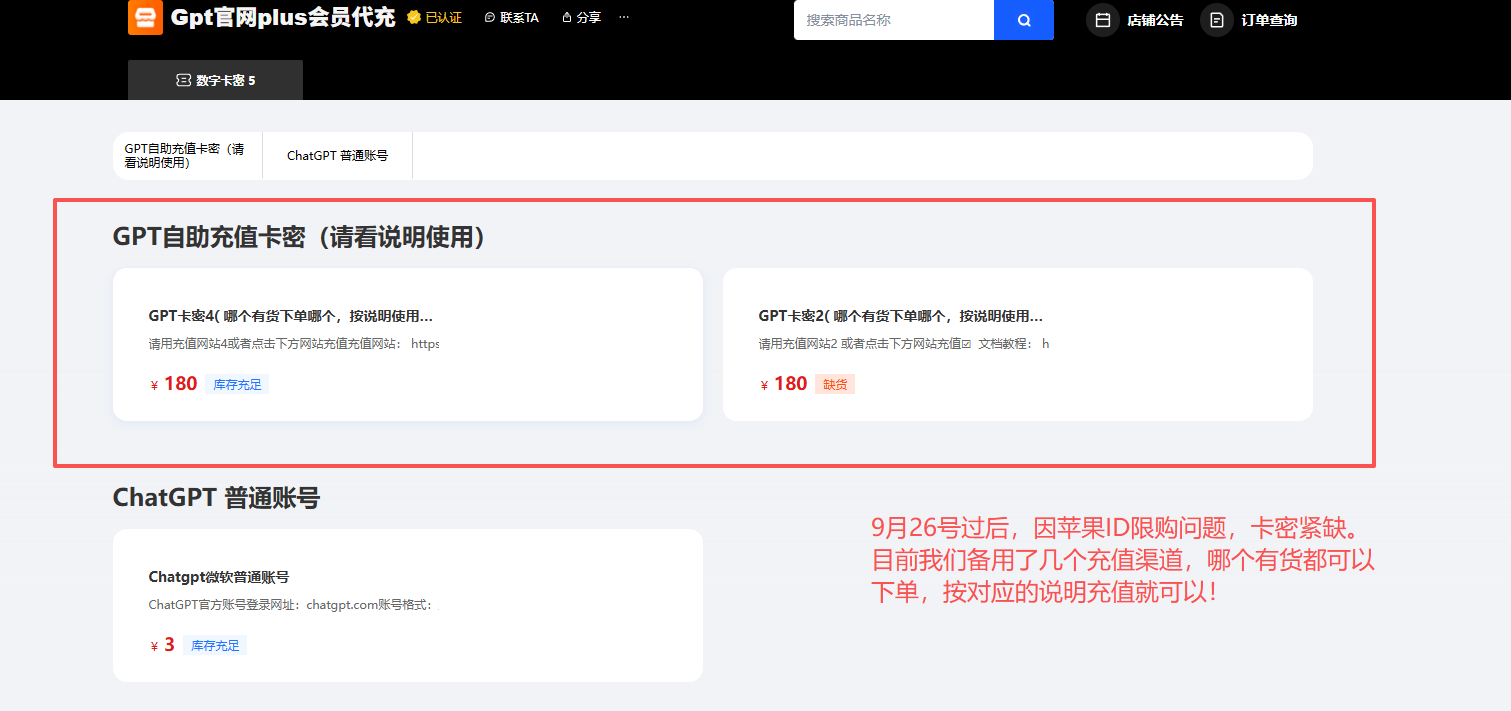 Gpt官网plus会员代充
已认证
联系TA
分享
...
搜索商品名称
店铺公告
订单查询
数字卡密 5
GPT自助充值卡密（请
看说明使用）
ChatGPT 普通账号
GPT自助充值卡密（请看说明使用）
GPT卡密4( 哪个有货下单哪个，按说明使用...
请用充值网站4或者点击下方网站充值充值网站： https
¥ 180 库存充足
GPT卡密2( 哪个有货下单哪个，按说明使用...
请用充值网站2 或者点击下方网站充值☑ 文档教程： h
¥ 180 缺货
ChatGPT 普通账号
Chatgpt微软普通账号
ChatGPT官方账号登录网址：chatgpt.com账号格式：
¥ 3 库存充足
9月26号过后，因苹果ID限购问题，卡密紧缺。
目前我们备用了几个充值渠道，哪个有货都可以
下单，按对应的说明充值就可以！